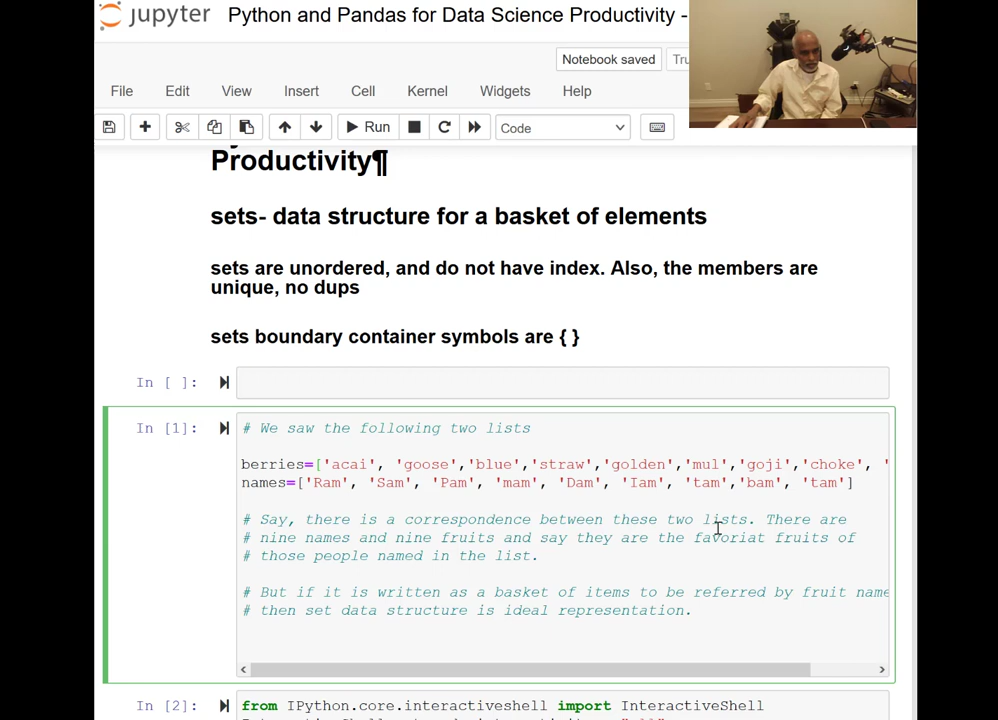 jupyter Python and Pandas for Data Science Productivity -
Notebook saved
File Edit View Insert Cell Kernel Widgets Help
Run Code
Productivity¶
sets- data structure for a basket of elements
sets are unordered, and do not have index. Also, the members are
unique, no dups
sets boundary container symbols are { }
In [ ]:
In [1]: # We saw the following two lists
berries=['acai', 'goose','blue','straw','golden','mul','goji','choke', '
names=['Ram', 'Sam', 'Pam', 'mam', 'Dam', 'Iam', 'tam','bam', 'tam']
# Say, there is a correspondence between these two lists. There are
# nine names and nine fruits and say they are the favoriat fruits of
# those people named in the list.
# But if it is written as a basket of items to be referred by fruit name
# then set data structure is ideal representation.
In [2]: from IPython.core.interactiveshell import InteractiveShell